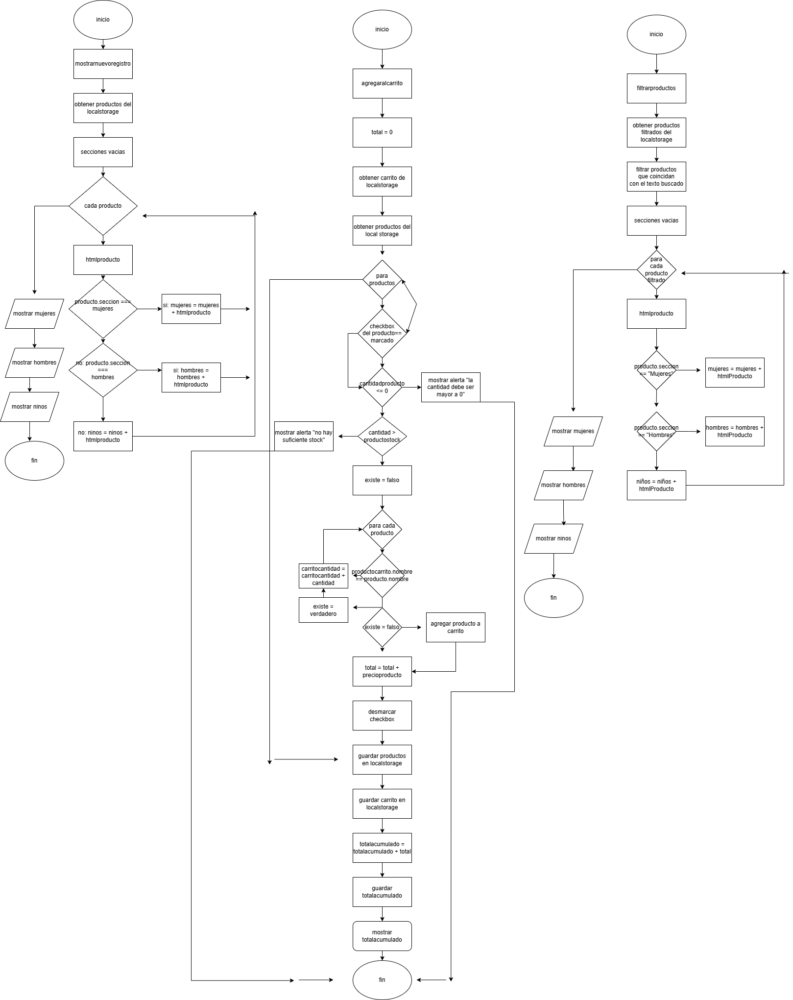 inicio
mostrarnuevoregistro
obtener productos del
localstorage
secciones vacias
cada producto
htmlproducto
producto.seccion ===
mujeres
si: mujeres = mujeres
+ htmlproducto
no: producto.seccion
===
hombres
si: hombres =
hombres +
htmlproducto
no: ninos = ninos +
htmlproducto
mostrar mujeres
mostrar hombres
mostrar ninos
fin
inicio
agregaralcarrito
total = 0
obtener carrito de
localstorage
obtener productos del
local storage
para
productos
checkbox
del producto==
marcado
cantidadproducto
<= 0
mostrar alerta "la
cantidad debe ser
mayor a 0"
cantidad >
productostock
mostrar alerta "no hay
suficiente stock"
existe = falso
para cada
producto
productocarrito.nombre
== producto.nombre
carritocantidad =
carritocantidad +
cantidad
existe =
verdadero
existe = falso
agregar producto a
carrito
total = total +
precioproducto
desmarcar
checkbox
guardar productos
en localstorage
guardar carrito en
localstorage
totalacumulado =
totalacumulado + total
guardar
totalacumulado
mostrar
totalacumulado
fin
inicio
filtrarproductos
obtener productos
filtrados del
localstorage
filtrar productos
que coincidan
con el texto buscado
secciones vacias
para
cada
producto
filtrado
htmlproducto
producto.seccion
== "Mujeres"
mujeres = mujeres +
htmlProducto
producto.seccion
== "Hombres"
hombres = hombres +
htmlProducto
niños = niños +
htmlProducto
mostrar mujeres
mostrar hombres
mostrar ninos
fin